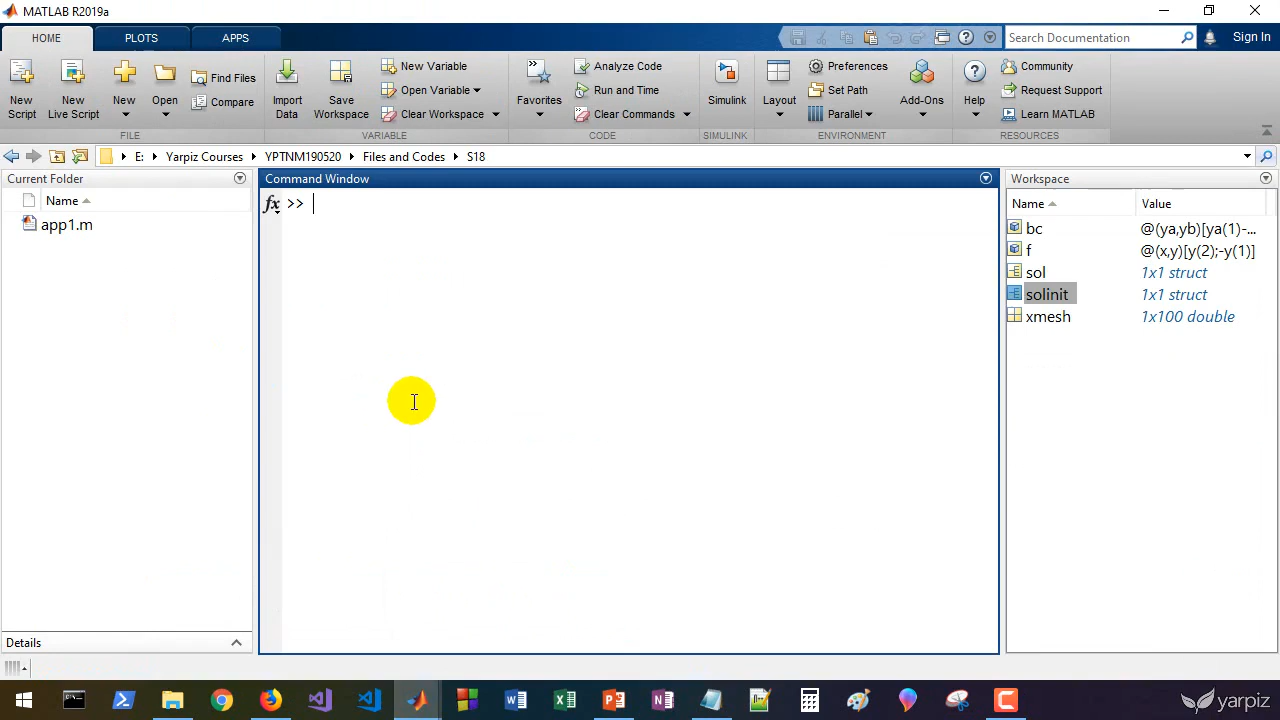 MATLAB R2019a
HOME
PLOTS
APPS
Search Documentation
Sign In
New Script
New Live Script
New
Open
Find Files
Compare
Import Data
Save Workspace
New Variable
Open Variable
Clear Workspace
Favorites
Analyze Code
Run and Time
Clear Commands
Simulink
Layout
Preferences
Set Path
Parallel
Add-Ons
Help
Community
Request Support
Learn MATLAB
FILE
VARIABLE
CODE
SIMULINK
ENVIRONMENT
RESOURCES
E: Yarpiz Courses YPTNM190520 Files and Codes S18
Current Folder
Name
app1.m
Details
Command Window
fx >>
Workspace
Name Value
bc @(ya,yb)[ya(1)-...
f @(x,y)[y(2);-y(1)]
sol 1x1 struct
solinit 1x1 struct
xmesh 1x100 double
yarpiz